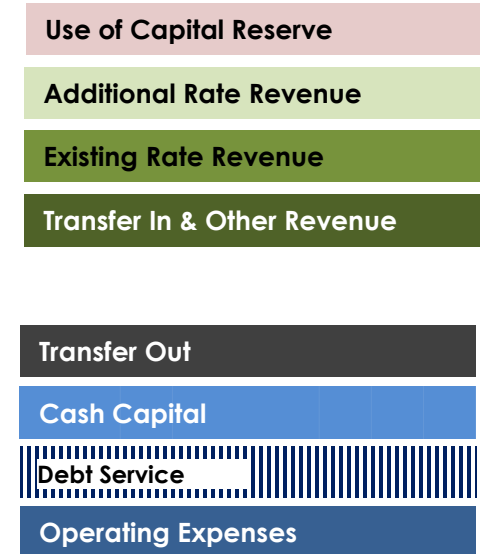 Use of Capital Reserve
Additional Rate Revenue
Existing Rate Revenue
Transfer In & Other Revenue
Transfer Out
Cash Capital
Debt Service
Operating Expenses